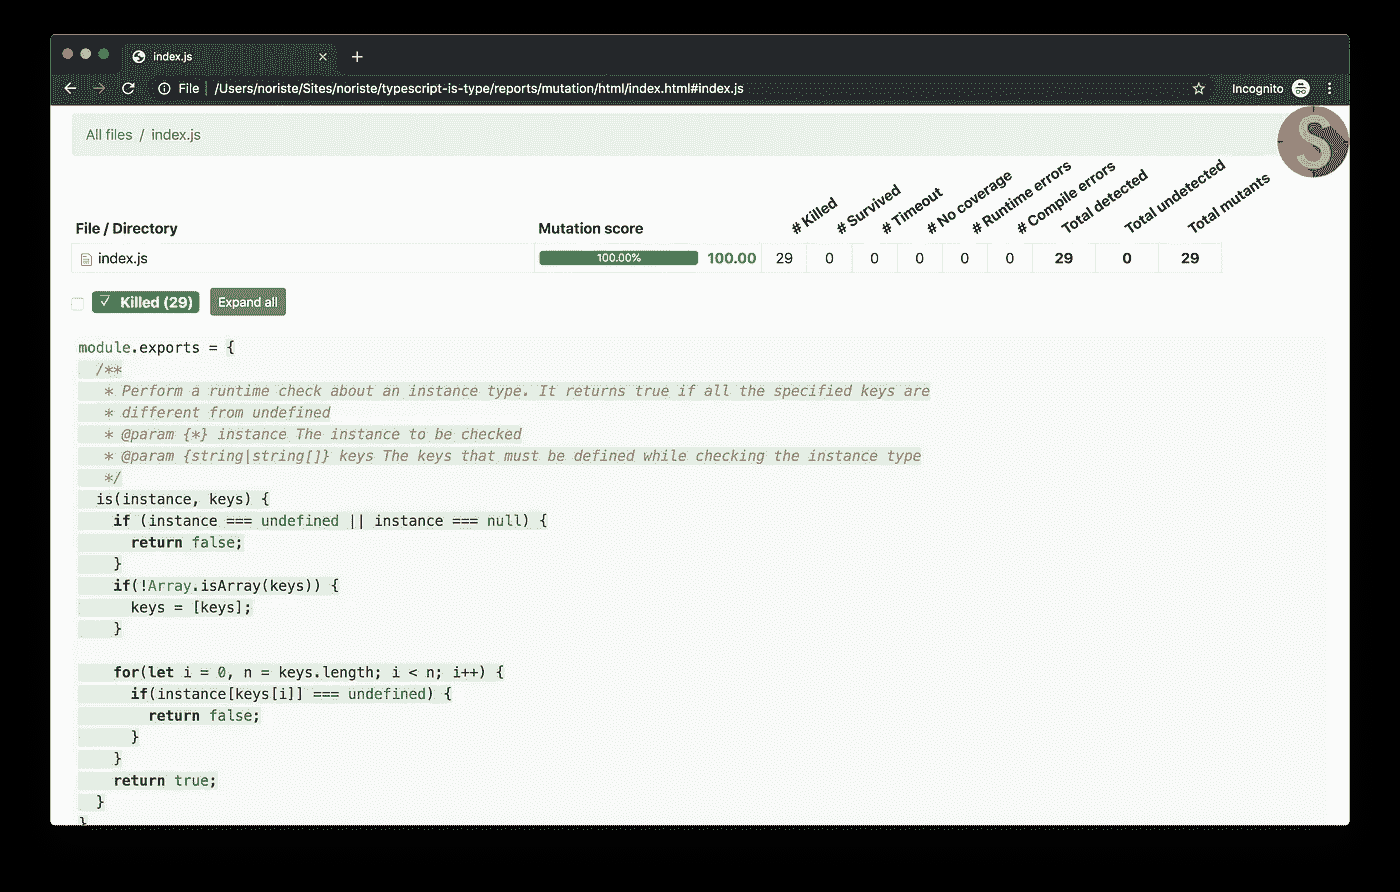 index.js
File /Users/noriste/Sites/noriste/typescript-is-type/reports/mutation/html/index.html#index.js Incognito
All files / index.js
S
File / Directory Mutation score # Killed # Survived # Timeout # No coverage # Runtime errors # Compile errors Total detected Total undetected Total mutants
index.js 100.00% 100.00 29 0 0 0 0 0 29 0 29
Killed (29) Expand all
module.exports = {
/**
* Perform a runtime check about an instance type. It returns true if all the specified keys are
* different from undefined
* @param {*} instance The instance to be checked
* @param {string|string[]} keys The keys that must be defined while checking the instance type
*/
is(instance, keys) {
if (instance === undefined || instance === null) {
return false;
}
if(!Array.isArray(keys)) {
keys = [keys];
}
for(let i = 0, n = keys.length; i < n; i++) {
if(instance[keys[i]] === undefined) {
return false;
}
}
return true;
}
}